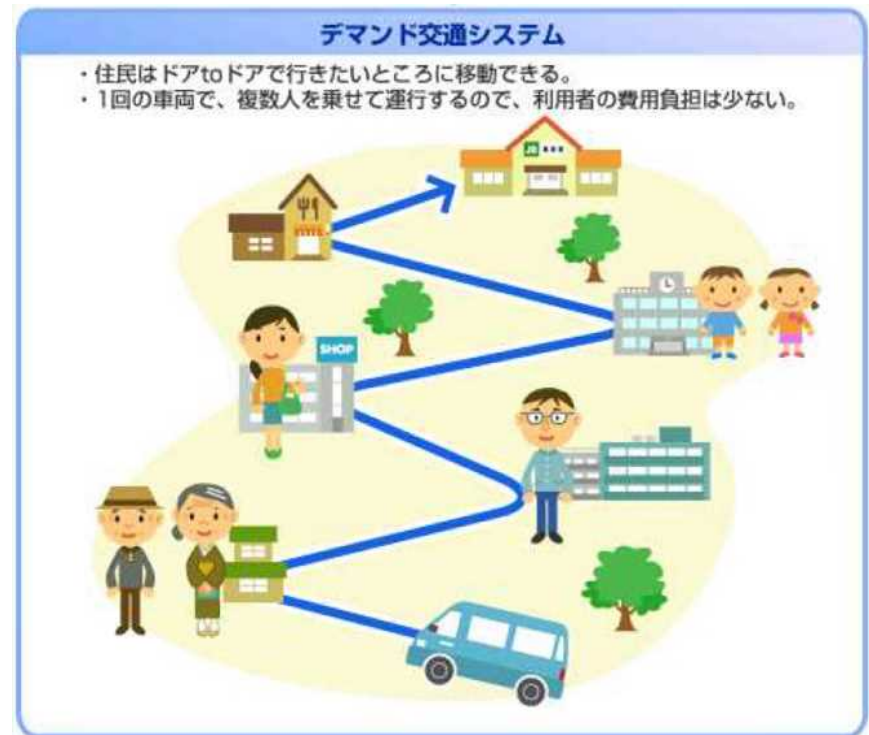 デマンド交通システム
・住民はドアtoドアで行きたいところに移動できる。
・1回の車両で、複数人を乗せて運行するので、利用者の費用負担は少ない。
SHOP